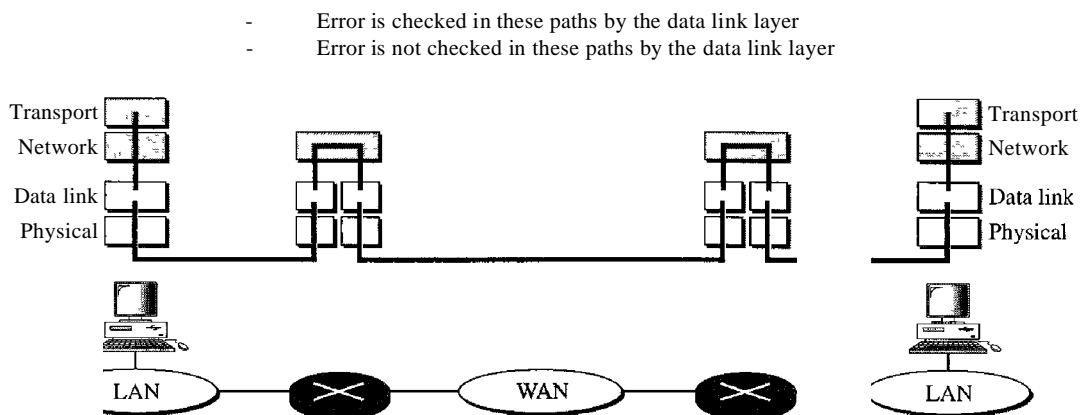 - Error is checked in these paths by the data link layer
- Error is not checked in these paths by the data link layer
Transport
Network
Data link
Physical
Transport
Network
Data link
Physical
LAN
WAN
LAN